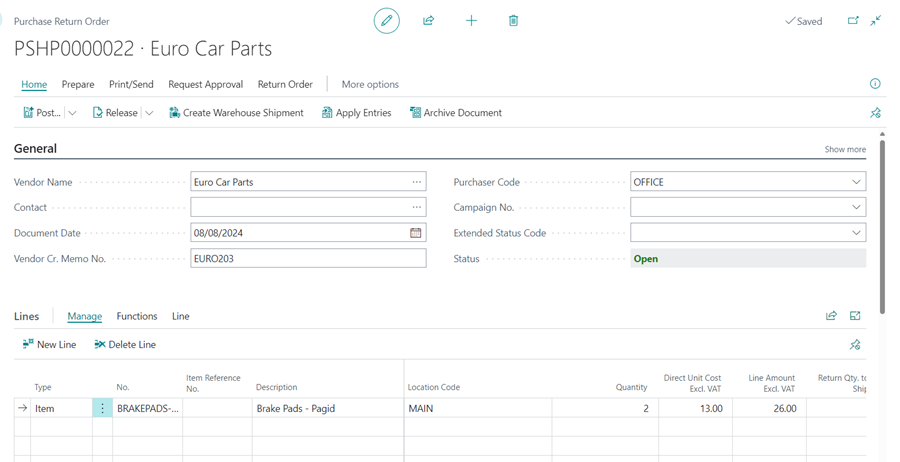 Purchase Return Order
Saved
PSHP0000022 · Euro Car Parts
Home Prepare Print/Send Request Approval Return Order More options
Post... Release Create Warehouse Shipment Apply Entries Archive Document
General
Show more
Vendor Name Euro Car Parts
Purchaser Code OFFICE
Contact
Campaign No.
Document Date 08/08/2024
Extended Status Code
Vendor Cr. Memo No. EURO203
Status Open
Lines Manage Functions Line
New Line Delete Line
Type No. Item Reference No. Description Location Code Quantity Direct Unit Cost Excl. VAT Line Amount Excl. VAT Return Qty. to Ship
Item BRAKEPADS-... Brake Pads - Pagid MAIN 2 13.00 26.00